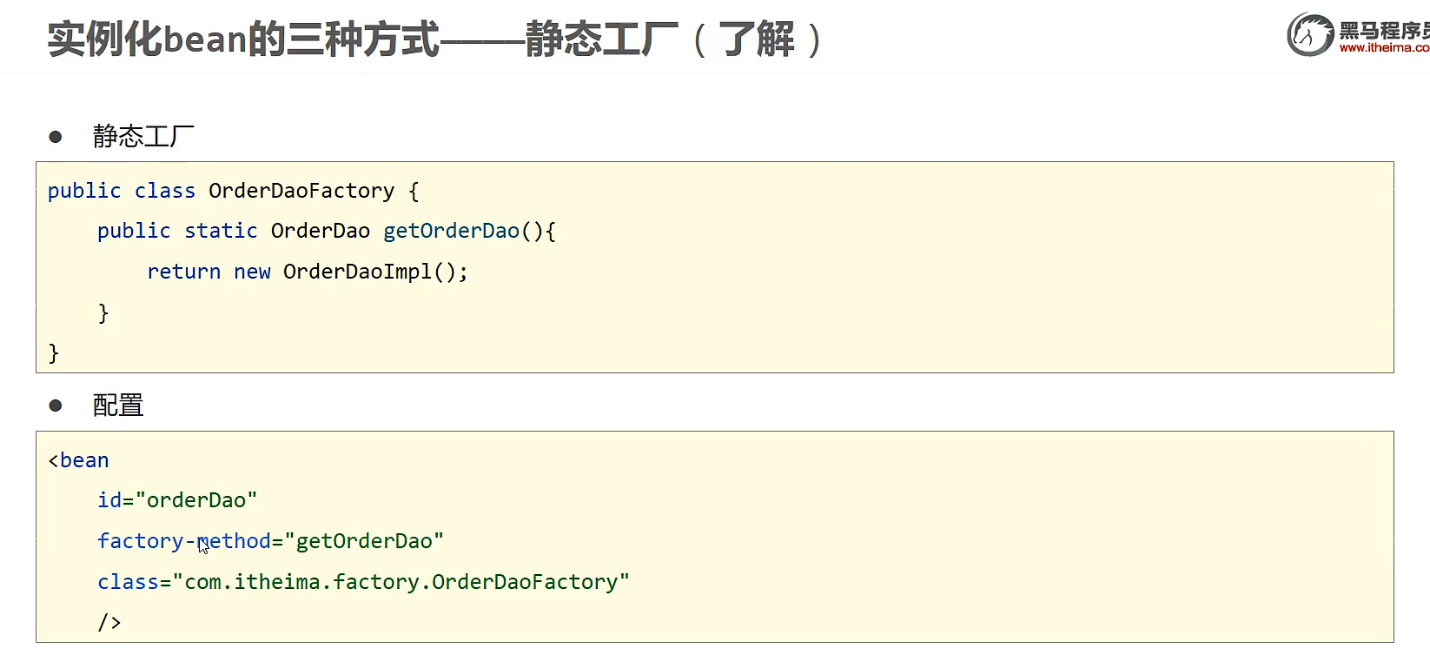 实例化bean的三种方式————静态工厂（了解）
黑马程序员
www.itheima.co
● 静态工厂
public class OrderDaoFactory {
    public static OrderDao getOrderDao(){
        return new OrderDaoImpl();
    }
}
● 配置
<bean
    id="orderDao"
    factory-method="getOrderDao"
    class="com.itheima.factory.OrderDaoFactory"
    />